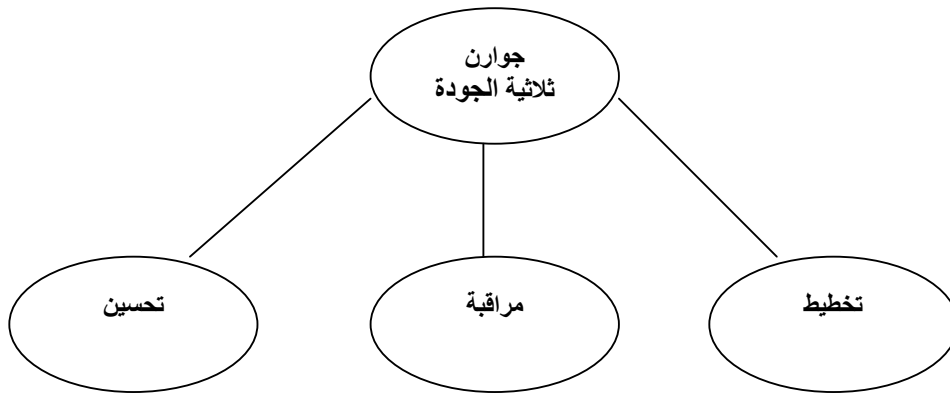 جوارن
ثلاثية الجودة
تخطيط
مراقبة
تحسين